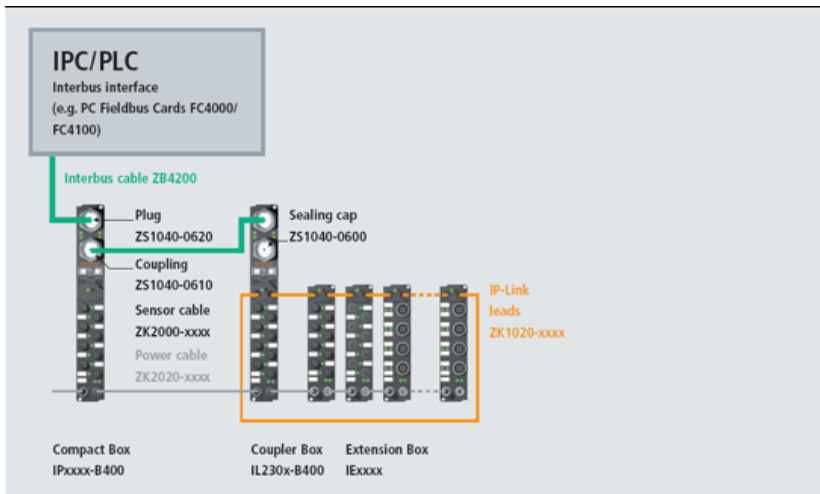 IPC/PLC
Interbus interface
(e.g. PC Fieldbus Cards FC4000/
FC4100)
Interbus cable ZB4200
Plug
ZS1040-0620
Coupling
ZS1040-0610
Sensor cable
ZK2000-xxxx
Power cable
ZK2020-xxxx
Sealing cap
ZS1040-0600
IP-Link
leads
ZK1020-xxxx
Compact Box
IPxxxx-B400
Coupler Box
IL230x-B400
Extension Box
IExxxx